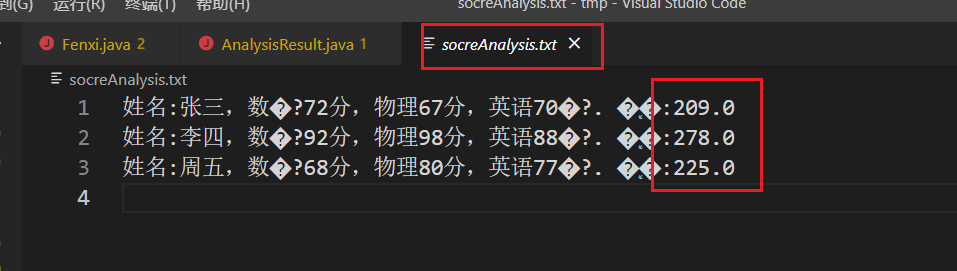 到(G) 运行(R) 终端(T) 帮助(H) socreAnalysis.txt - tmp - Visual Studio Code
Fenxi.java 2 AnalysisResult.java 1 socreAnalysis.txt
socreAnalysis.txt
1 姓名:张三，数�?72分，物理67分，英语70�?. ��:209.0
2 姓名:李四，数�?92分，物理98分，英语88�?. ��:278.0
3 姓名:周五，数�?68分，物理80分，英语77�?. ��:225.0
4